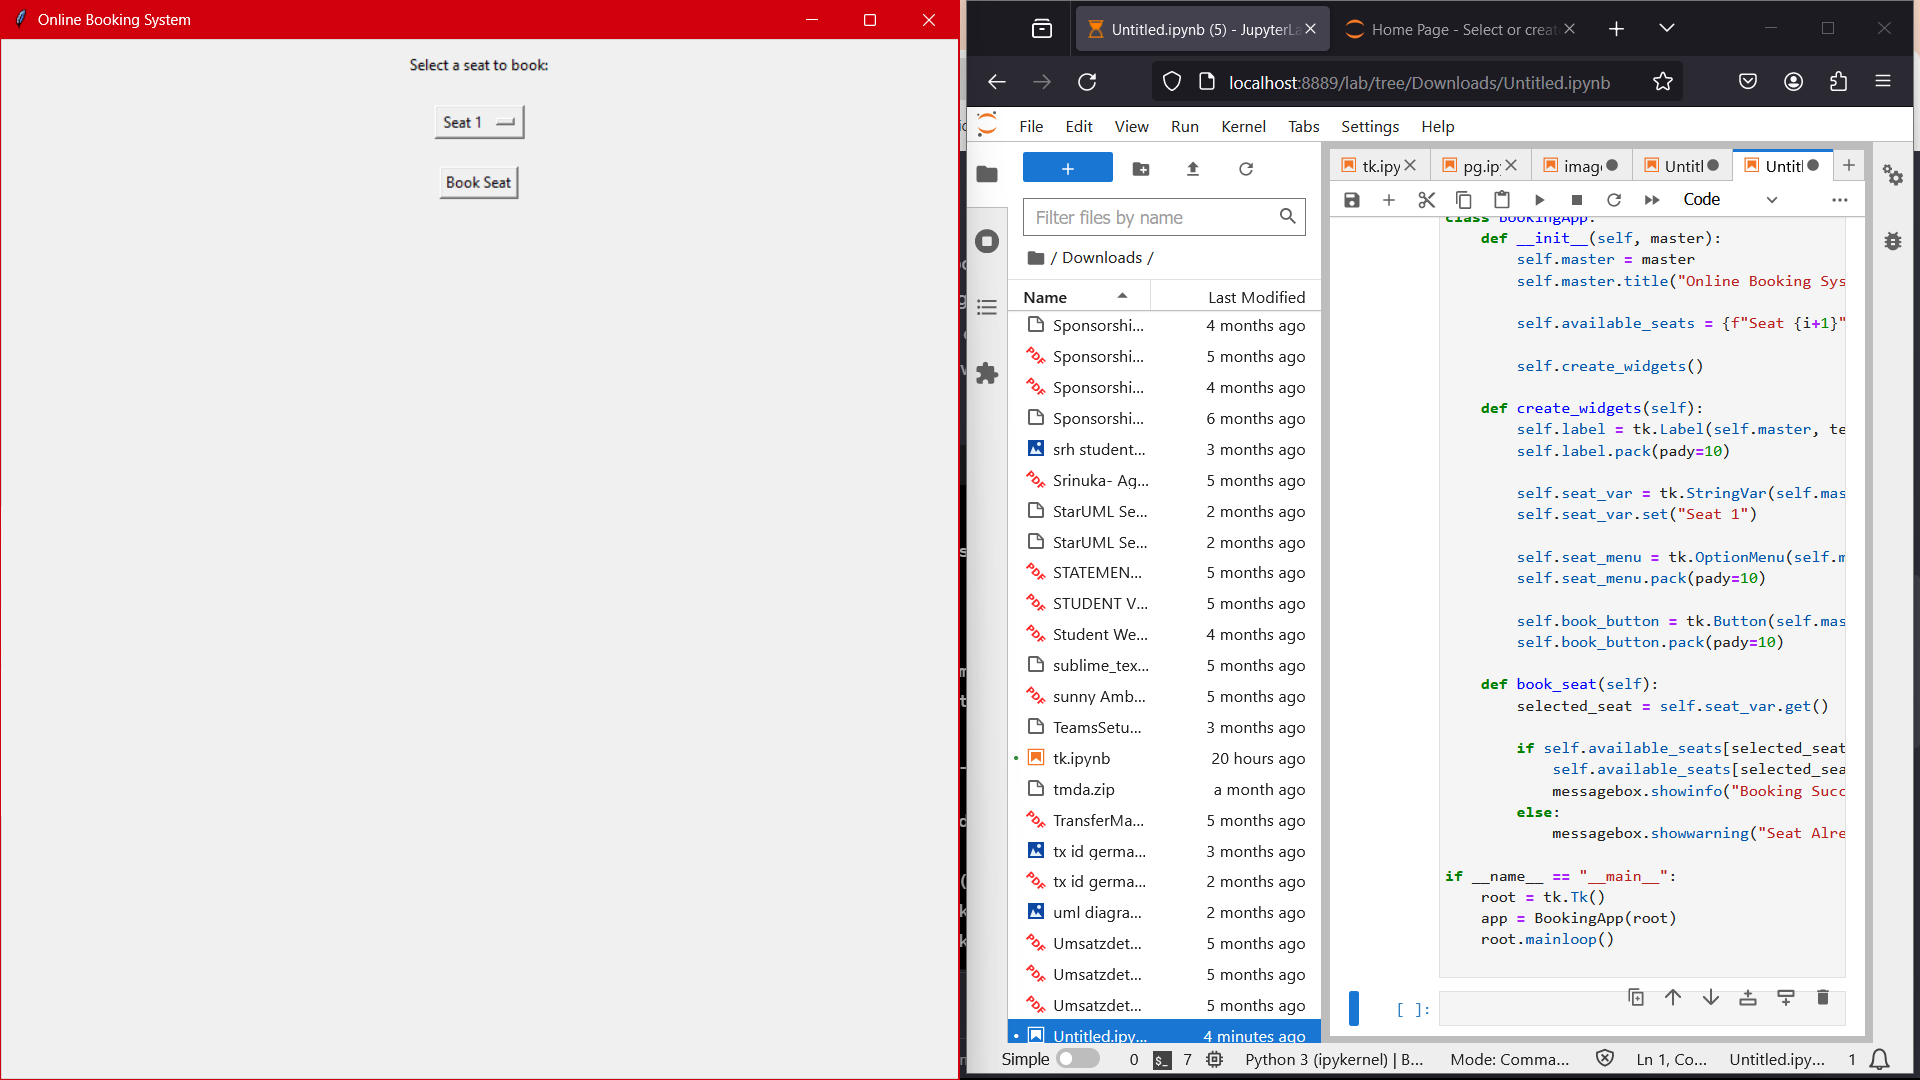 Online Booking System
Select a seat to book:
Seat 1
Book Seat
Untitled.ipynb (5) - JupyterLa
Home Page - Select or creat
localhost:8889/lab/tree/Downloads/Untitled.ipynb
File Edit View Run Kernel Tabs Settings Help
Filter files by name
/ Downloads /
Name Last Modified
Sponsorshi... 4 months ago
Sponsorshi... 5 months ago
Sponsorshi... 4 months ago
Sponsorshi... 6 months ago
srh student... 3 months ago
Srinuka- Ag... 5 months ago
StarUML Se... 2 months ago
StarUML Se... 2 months ago
STATEMEN... 5 months ago
STUDENT V... 5 months ago
Student We... 4 months ago
sublime_tex... 5 months ago
sunny Amb... 5 months ago
TeamsSetu... 3 months ago
tk.ipynb 20 hours ago
tmda.zip a month ago
TransferMa... 5 months ago
tx id germa... 3 months ago
tx id germa... 2 months ago
uml diagra... 2 months ago
Umsatzdet... 5 months ago
Umsatzdet... 5 months ago
Umsatzdet... 5 months ago
Untitled.ipy... 4 minutes ago
tk.ipy pg.ip imag Untitl Untitl
Code
class BookingApp:
def __init__(self, master):
self.master = master
self.master.title("Online Booking Sys
self.available_seats = {f"Seat {i+1}"
self.create_widgets()
def create_widgets(self):
self.label = tk.Label(self.master, te
self.label.pack(pady=10)
self.seat_var = tk.StringVar(self.mas
self.seat_var.set("Seat 1")
self.seat_menu = tk.OptionMenu(self.m
self.seat_menu.pack(pady=10)
self.book_button = tk.Button(self.mas
self.book_button.pack(pady=10)
def book_seat(self):
selected_seat = self.seat_var.get()
if self.available_seats[selected_seat
self.available_seats[selected_sea
messagebox.showinfo("Booking Succ
else:
messagebox.showwarning("Seat Alre
if __name__ == "__main__":
root = tk.Tk()
app = BookingApp(root)
root.mainloop()
[ ]:
Simple 0 7 Python 3 (ipykernel) | B... Mode: Comma... Ln 1, Co... Untitled.ipy... 1